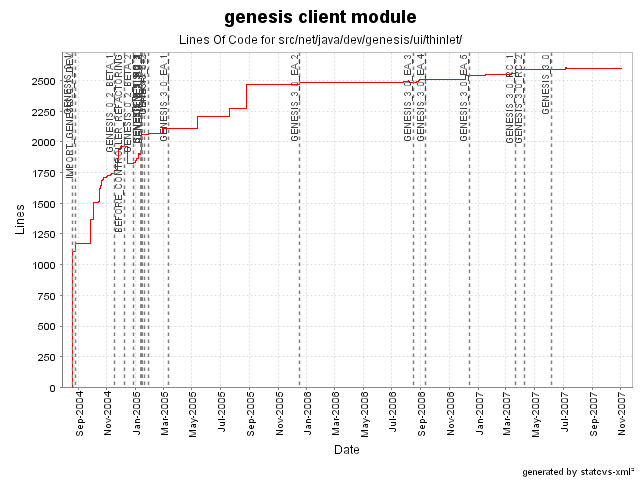 genesis client module
Lines Of Code for src/net/java/dev/genesis/ui/thinlet/
Lines
2500
2250
2000
1750
1500
1250
1000
750
500
250
0
GENESIS_0_2_BETA_1
BEFORE_CONTROLLER_REFACTORING
GENESIS_0_2_BETA_2
GENESIS_3_0_EA_1
GENESIS_3_0_EA_2
GENESIS_3_0_EA_3
GENESIS_3_0_EA_4
GENESIS_3_0_EA_5
GENESIS_3_0_RC_1
GENESIS_3_0_RC_2
GENESIS_3_0
Sep-2004
Nov-2004
Jan-2005
Mar-2005
May-2005
Jul-2005
Sep-2005
Nov-2005
Jan-2006
Mar-2006
May-2006
Jul-2006
Sep-2006
Nov-2006
Jan-2007
Mar-2007
May-2007
Jul-2007
Sep-2007
Nov-2007
Date
generated by statcvs-xml²